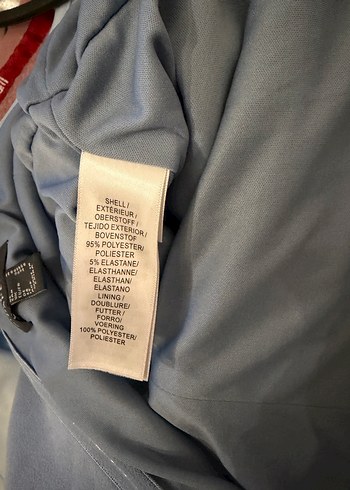 SHELL/
EXTÉRIEUR/
OBERSTOFF/
TEJIDO EXTERIOR/
BOVENSTOF
95% POLYESTER/
POLIESTER
5% ELASTANE/
ELASTHANNE/
ELASTHAN/
ELASTANO
LINING/
DOUBLURE/
FUTTER/
FORRO/
VOERING
100% POLYESTER/
POLIESTER